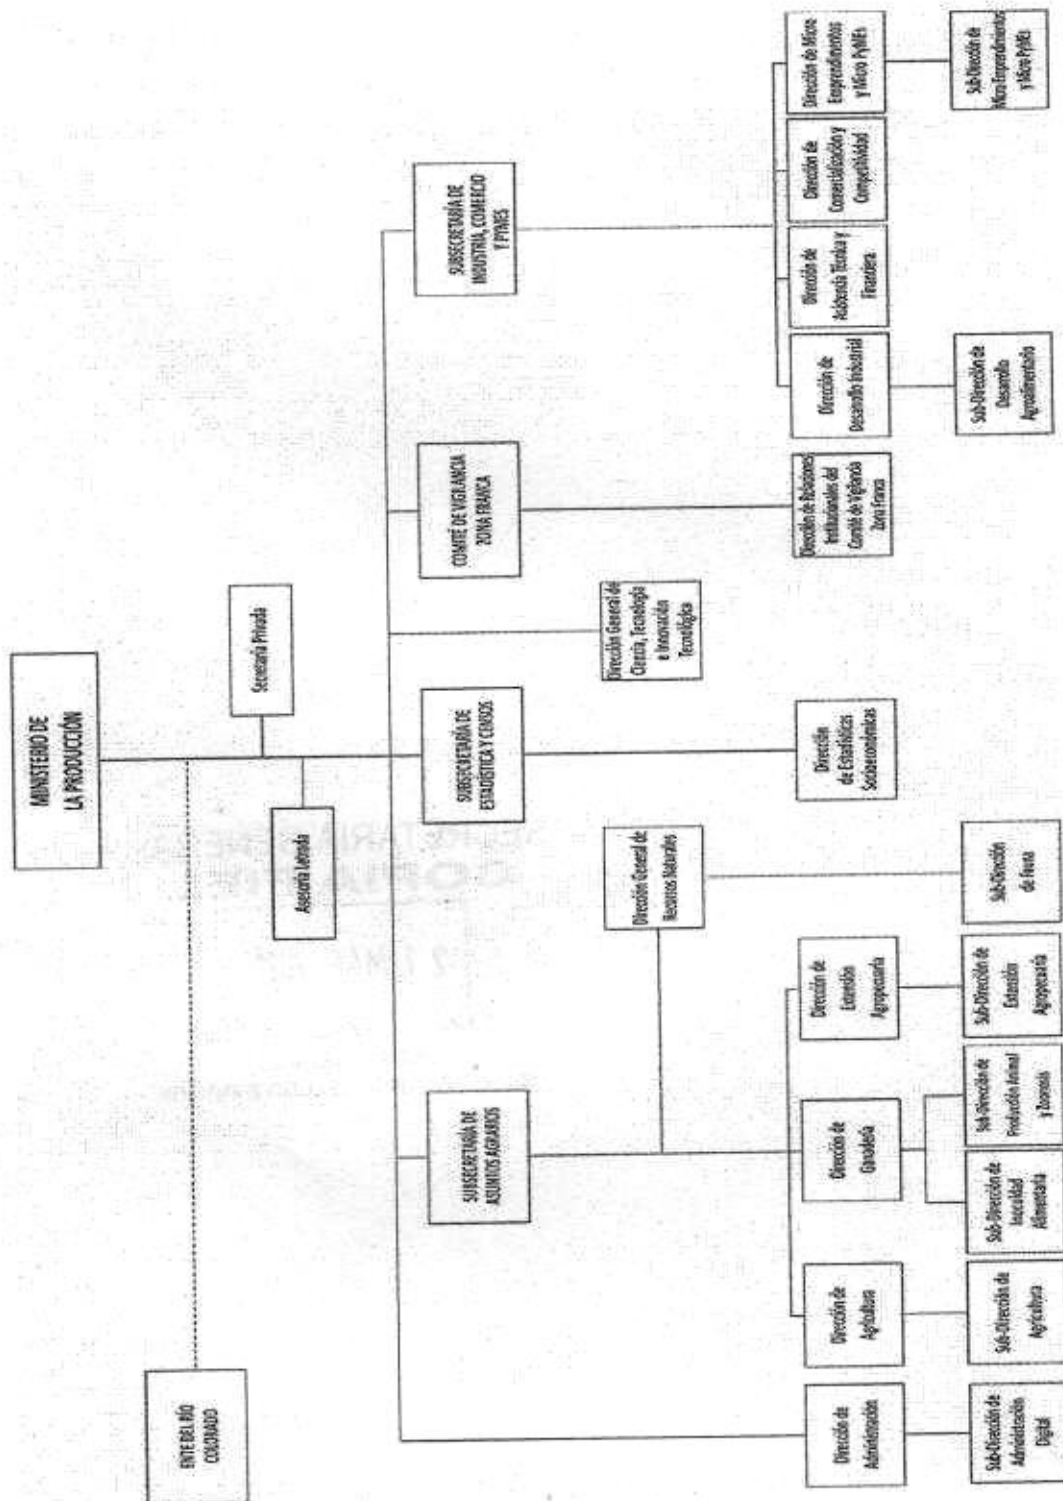 MINISTERIO DE
LA PRODUCCIÓN
ENTE DEL RÍO
COLORADO
Secretaría Privada
Asesoría Letrada
SUBSECRETARÍA DE
ASUNTOS AGRARIOS
SUBSECRETARÍA DE
ESTADÍSTICA Y CENSOS
COMITÉ DE VIGILANCIA
ZONA FRANCA
SUBSECRETARÍA DE
INDUSTRIA, COMERCIO
Y PYMES
Dirección General de
Recursos Naturales
Dirección General de
Ciencia, Tecnología
e Innovación
Tecnológica
Dirección de
Administración
Dirección de
Agricultura
Dirección de
Ganadería
Dirección de
Extensión
Agropecuaria
Dirección
de Estadísticas
Socioeconómicas
Dirección de Relaciones
Institucionales del
Comité de Vigilancia
Zona Franca
Dirección de
Desarrollo Industrial
Dirección de
Asistencia Técnica y
Financiera
Dirección de
Comercialización y
Competitividad
Dirección de Micro
Emprendimientos
y Micro PyMEs
Sub-Dirección de
Administración
Digital
Sub-Dirección de
Agricultura
Sub-Dirección de
Inocuidad
Alimentaria
Sub-Dirección de
Producción Animal
y Zoonosis
Sub-Dirección de
Extensión
Agropecuaria
Sub-Dirección
de Fauna
Sub-Dirección de
Desarrollo
Agroalimentario
Sub-Dirección de
Micro Emprendimientos
y Micro PyMEs